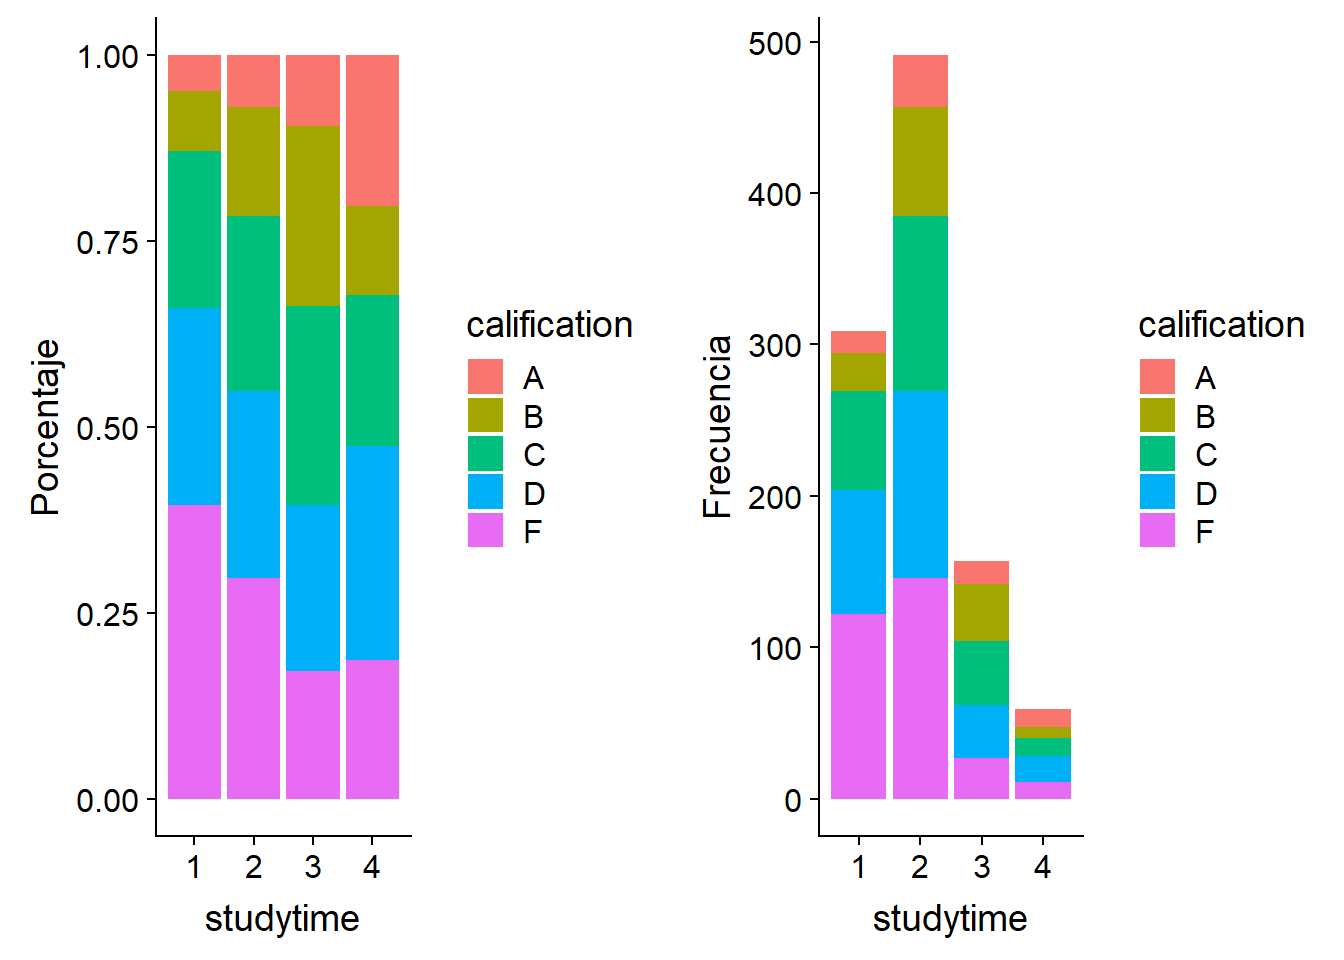 Porcentaje
1.00
0.75
0.50
0.25
0.00
1 2 3 4
studytime
calification
A
B
C
D
F
Frecuencia
500
400
300
200
100
0
1 2 3 4
studytime
calification
A
B
C
D
F